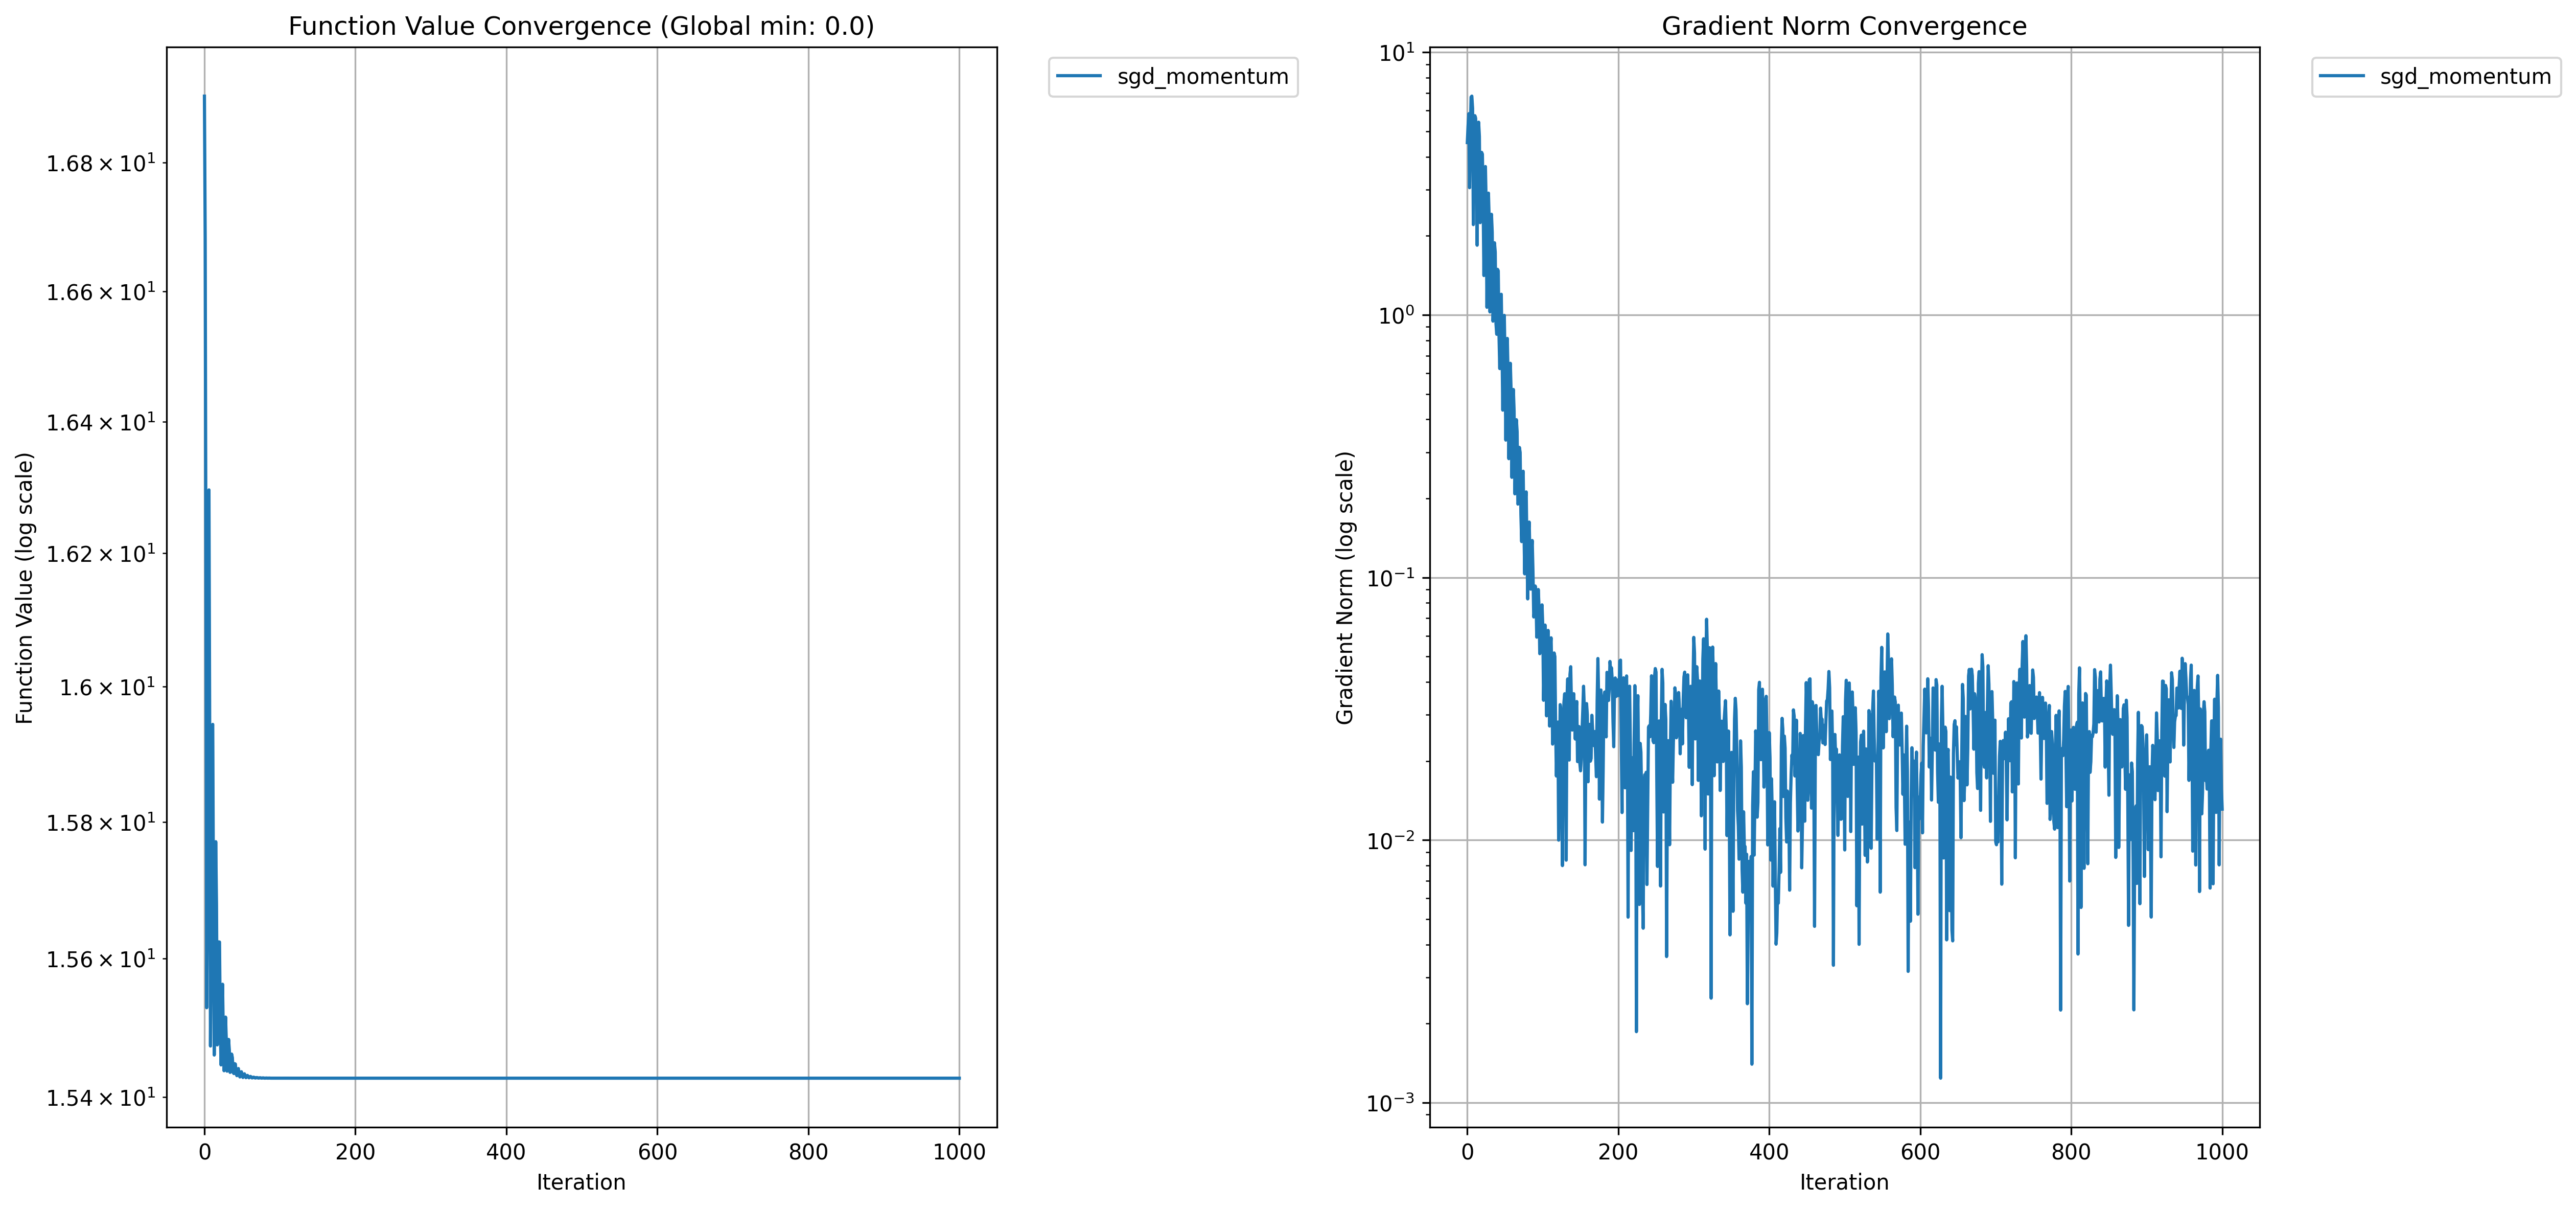 Function Value Convergence (Global min: 0.0)
sgd_momentum
Function Value (log scale)
1.68 × 10¹
1.66 × 10¹
1.64 × 10¹
1.62 × 10¹
1.6 × 10¹
1.58 × 10¹
1.56 × 10¹
1.54 × 10¹
0 200 400 600 800 1000
Iteration
Gradient Norm Convergence
sgd_momentum
Gradient Norm (log scale)
10¹
10⁰
10⁻¹
10⁻²
10⁻³
0 200 400 600 800 1000
Iteration